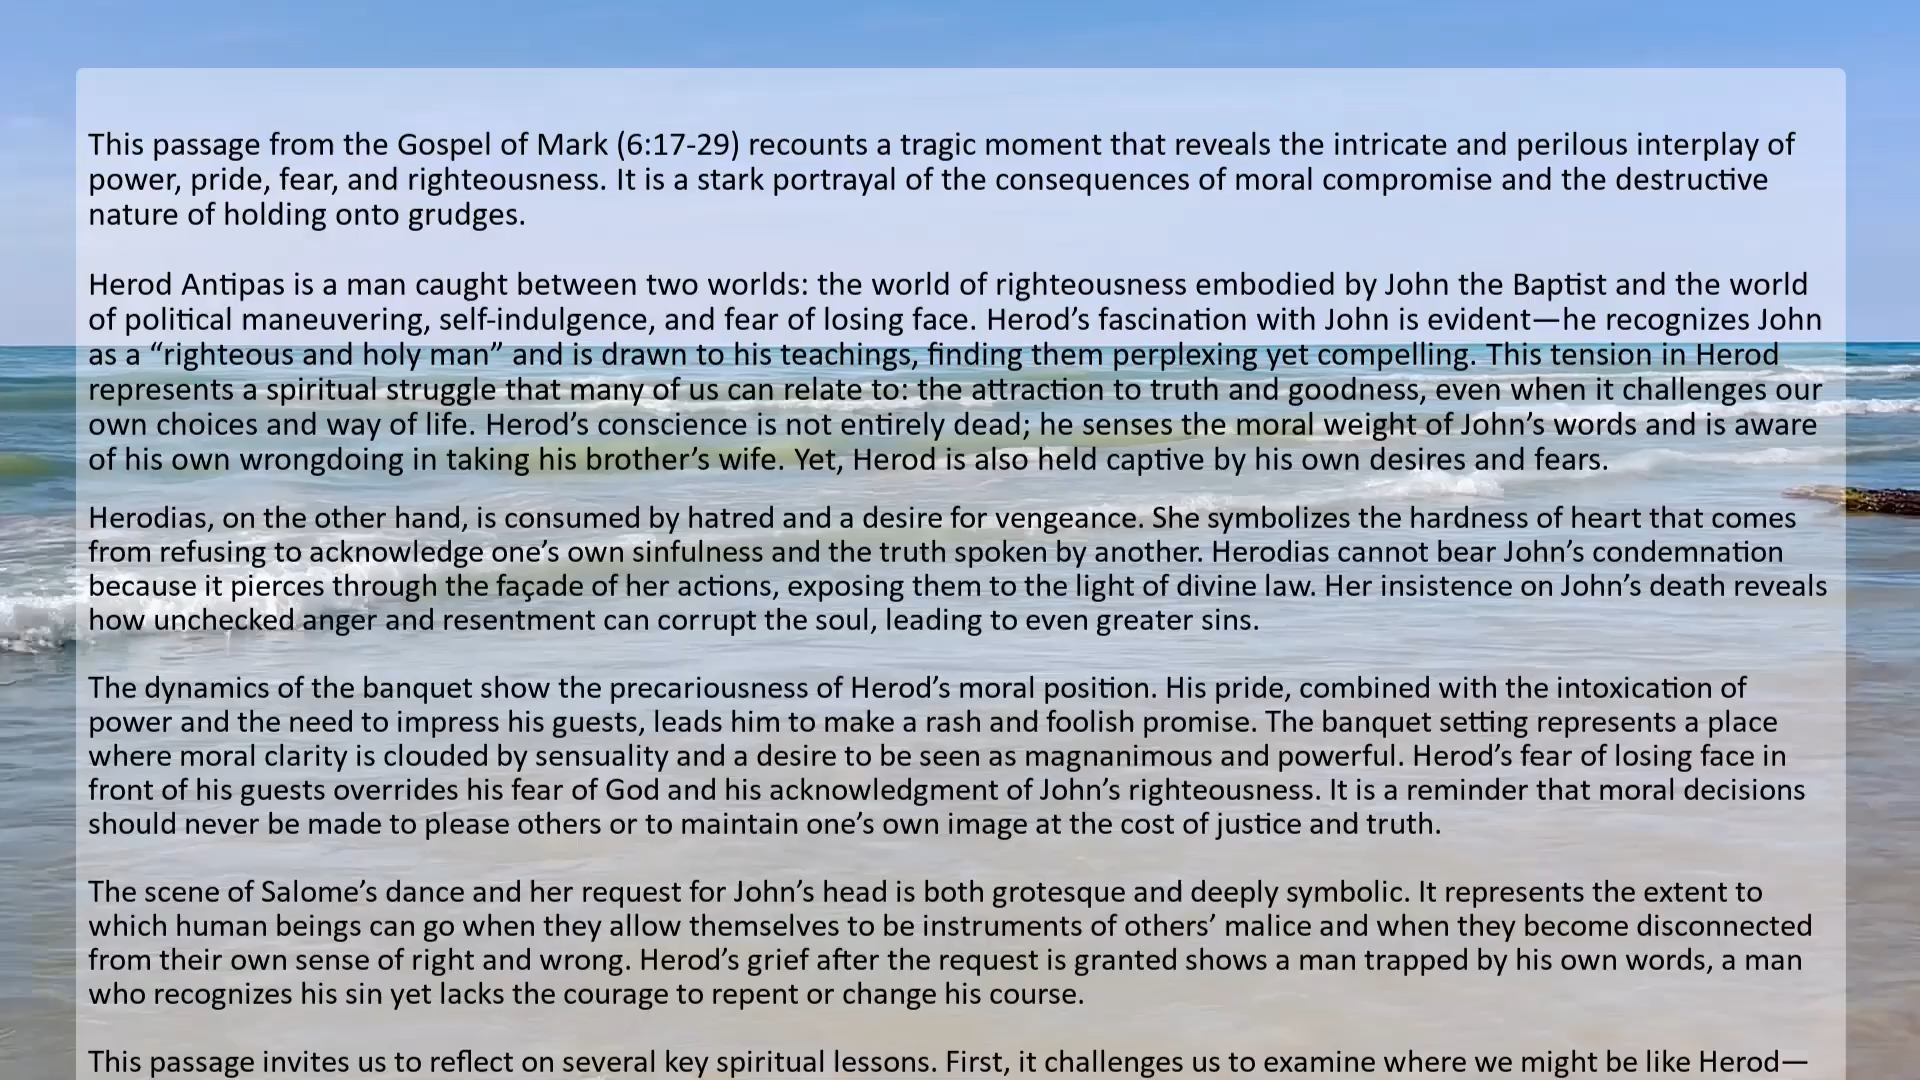 This passage from the Gospel of Mark (6:17-29) recounts a tragic moment that reveals the intricate and perilous interplay of
power, pride, fear, and righteousness. It is a stark portrayal of the consequences of moral compromise and the destructive
nature of holding onto grudges.
Herod Antipas is a man caught between two worlds: the world of righteousness embodied by John the Baptist and the world
of political maneuvering, self-indulgence, and fear of losing face. Herod’s fascination with John is evident—he recognizes John
as a “righteous and holy man” and is drawn to his teachings, finding them perplexing yet compelling. This tension in Herod
represents a spiritual struggle that many of us can relate to: the attraction to truth and goodness, even when it challenges our
own choices and way of life. Herod’s conscience is not entirely dead; he senses the moral weight of John’s words and is aware
of his own wrongdoing in taking his brother’s wife. Yet, Herod is also held captive by his own desires and fears.
Herodias, on the other hand, is consumed by hatred and a desire for vengeance. She symbolizes the hardness of heart that comes
from refusing to acknowledge one’s own sinfulness and the truth spoken by another. Herodias cannot bear John’s condemnation
because it pierces through the façade of her actions, exposing them to the light of divine law. Her insistence on John’s death reveals
how unchecked anger and resentment can corrupt the soul, leading to even greater sins.
The dynamics of the banquet show the precariousness of Herod’s moral position. His pride, combined with the intoxication of
power and the need to impress his guests, leads him to make a rash and foolish promise. The banquet setting represents a place
where moral clarity is clouded by sensuality and a desire to be seen as magnanimous and powerful. Herod’s fear of losing face in
front of his guests overrides his fear of God and his acknowledgment of John’s righteousness. It is a reminder that moral decisions
should never be made to please others or to maintain one’s own image at the cost of justice and truth.
The scene of Salome’s dance and her request for John’s head is both grotesque and deeply symbolic. It represents the extent to
which human beings can go when they allow themselves to be instruments of others’ malice and when they become disconnected
from their own sense of right and wrong. Herod’s grief after the request is granted shows a man trapped by his own words, a man
who recognizes his sin yet lacks the courage to repent or change his course.
This passage invites us to reflect on several key spiritual lessons. First, it challenges us to examine where we might be like Herod—